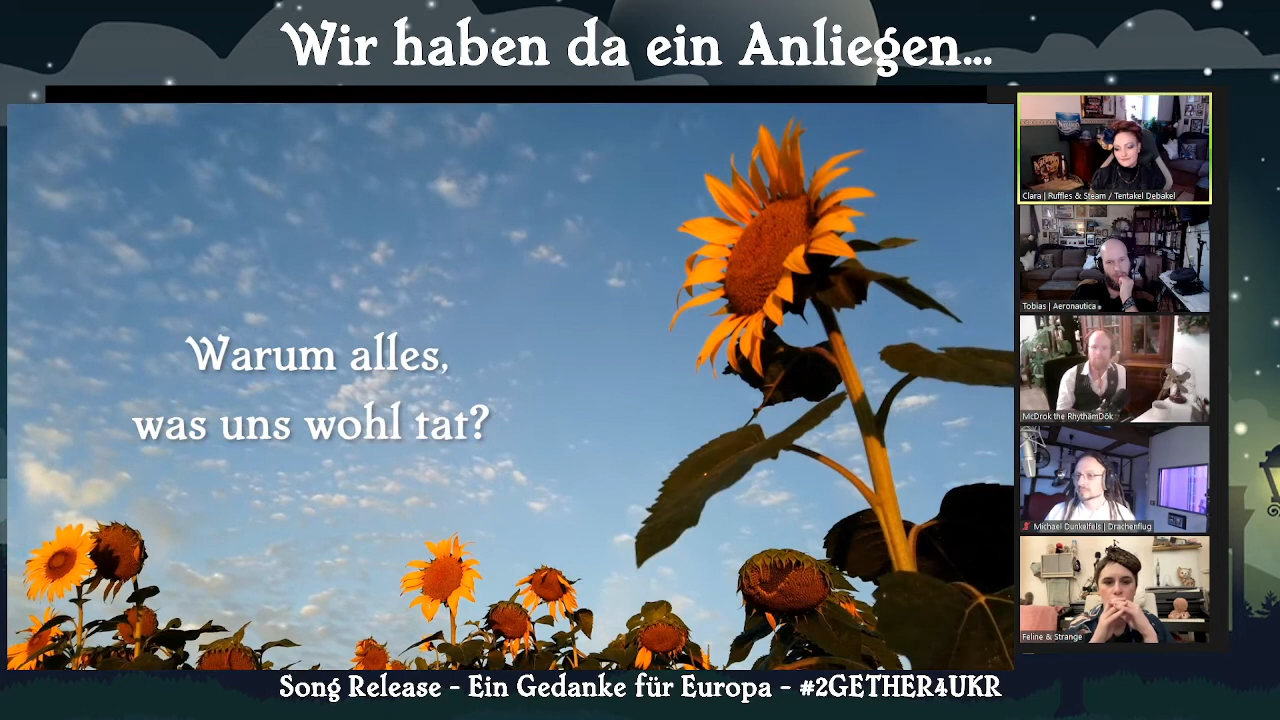 Wir haben da ein Anliegen...
Warum alles,
was uns wohl tat?
Clara | Ruffles & Steam / Tentakel Debakel
Tobias | Aeronautica
McDrok the RhythämDök
Michael Dunkelfels | Drachenflug
Feline & Strange
Song Release - Ein Gedanke für Europa - #2GETHER4UKR